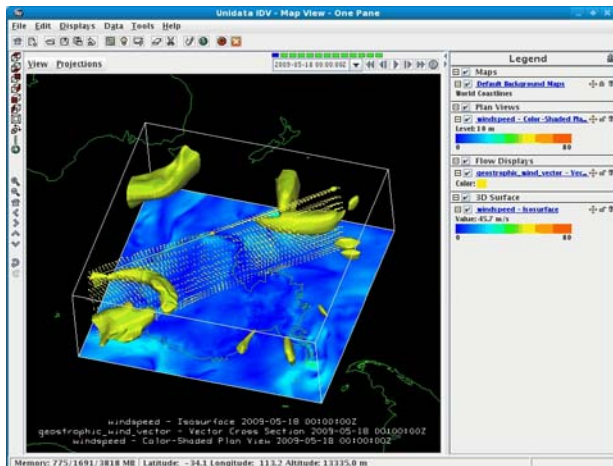 Unidata IDV - Map View - One Pane
File Edit Displays Data Tools Help
View Projections
2009-05-18 00:00:00Z
Legend
Maps
Default Background Maps
World Coastlines
Plan Views
windspeed - Color-Shaded Pla...
Level: 10 m
0 80
Flow Displays
geostrophic_wind_vector - Vec...
Color:
3D Surface
windspeed - Isosurface
Value: 45.7 m/s
0 80
windspeed - Isosurface 2009-05-18 00:00:00Z
geostrophic_wind_vector - Vector Cross Section 2009-05-18 00:00:00Z
windspeed - Color-Shaded Plan View 2009-05-18 00:00:00Z
Memory: 775/1691/3818 MB Latitude: -34.1 Longitude: 113.2 Altitude: 13335.0 m